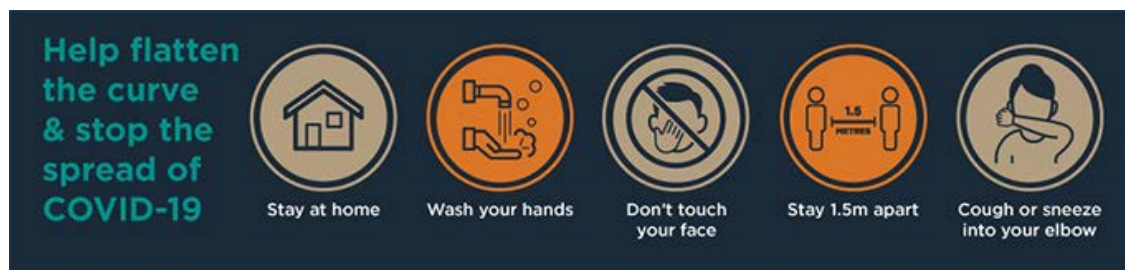 Help flatten
the curve
& stop the
spread of
COVID-19
Stay at home
Wash your hands
Don't touch
your face
1.5
METRES
Stay 1.5m apart
Cough or sneeze
into your elbow